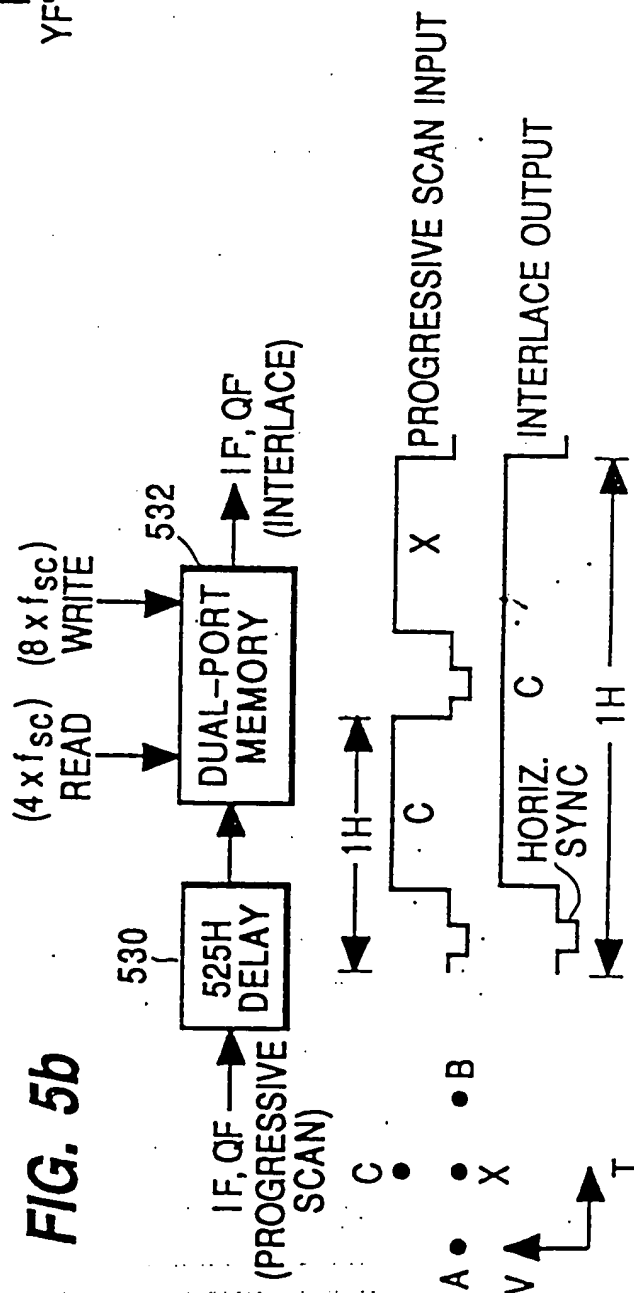 FIG. 5b
(4 x fSC)
READ
(8 x fSC)
WRITE
530
532
IF, QF
(PROGRESSIVE
SCAN)
525H
DELAY
DUAL-PORT
MEMORY
IF, QF
(INTERLACE)
C
A
X
B
V
T
1H
C
X
PROGRESSIVE SCAN INPUT
HORIZ.
SYNC
C
INTERLACE OUTPUT
1H